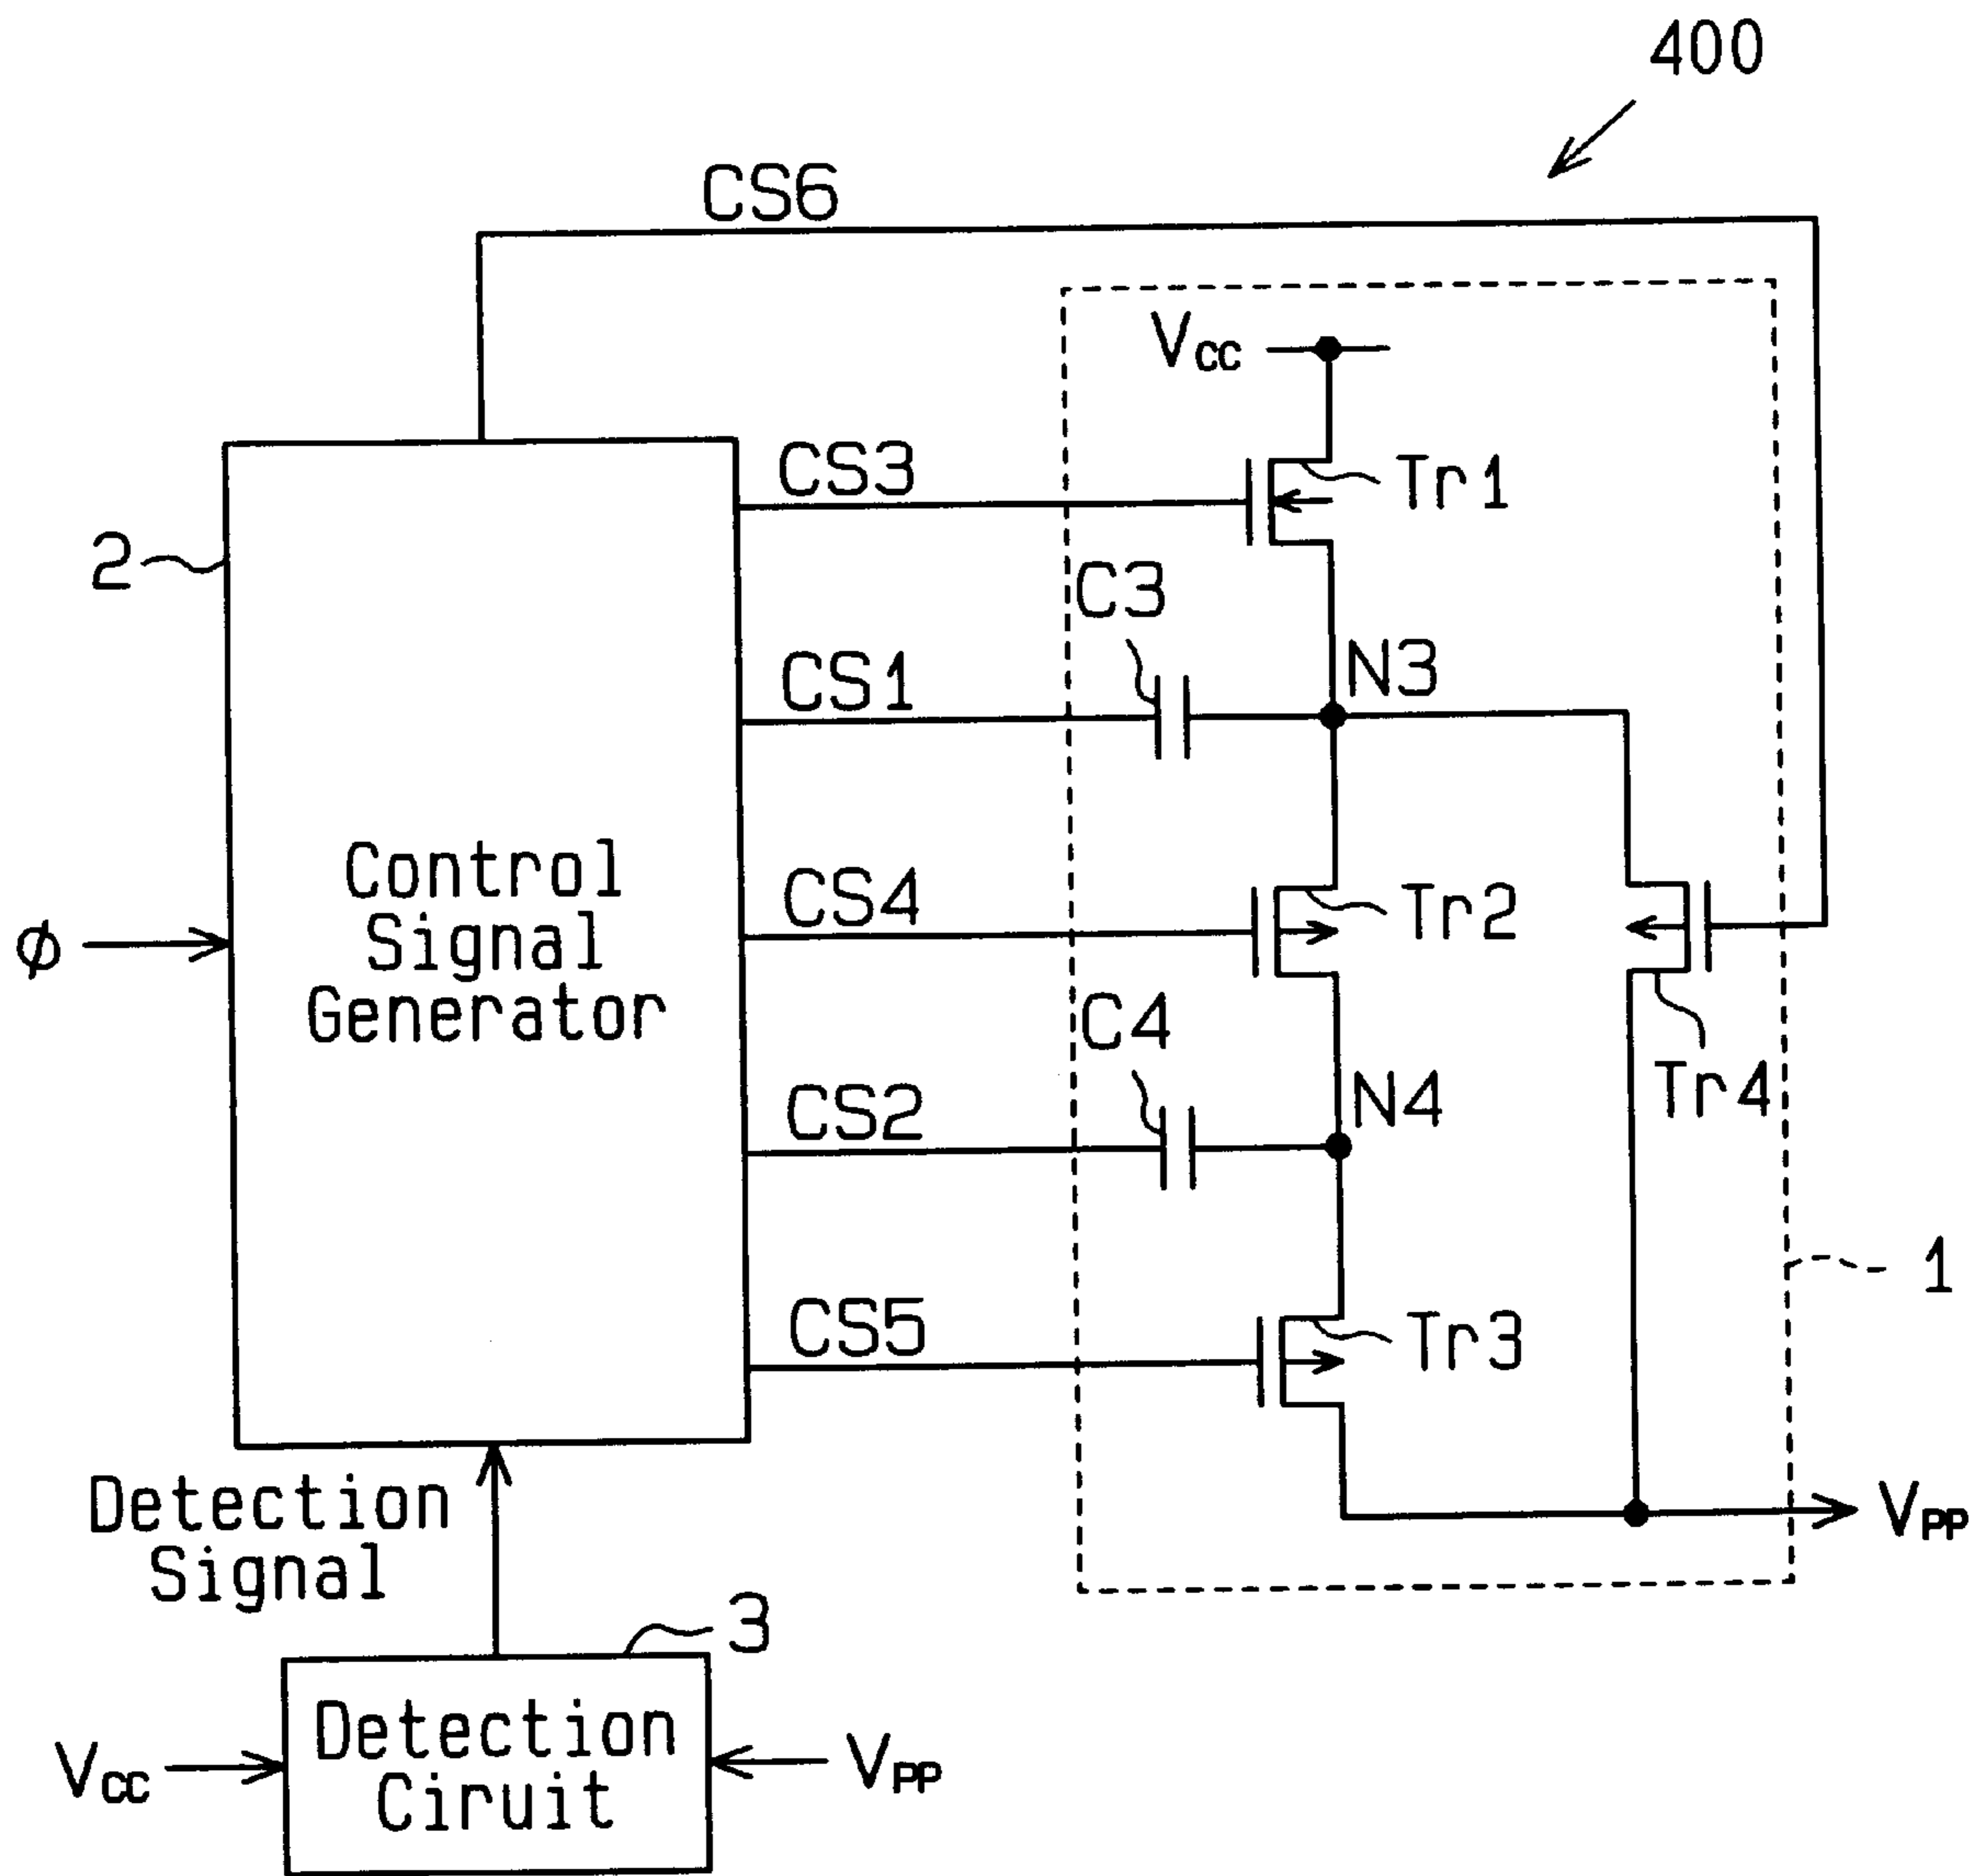 400
CS6
Vcc
CS3
Tr1
2
C3
CS1
N3
Control
Signal
Generator
CS4
Tr2
φ
C4
Tr4
CS2
N4
CS5
Tr3
1
Detection
Signal
VPP
3
Detection
Ciruit
Vcc
VPP